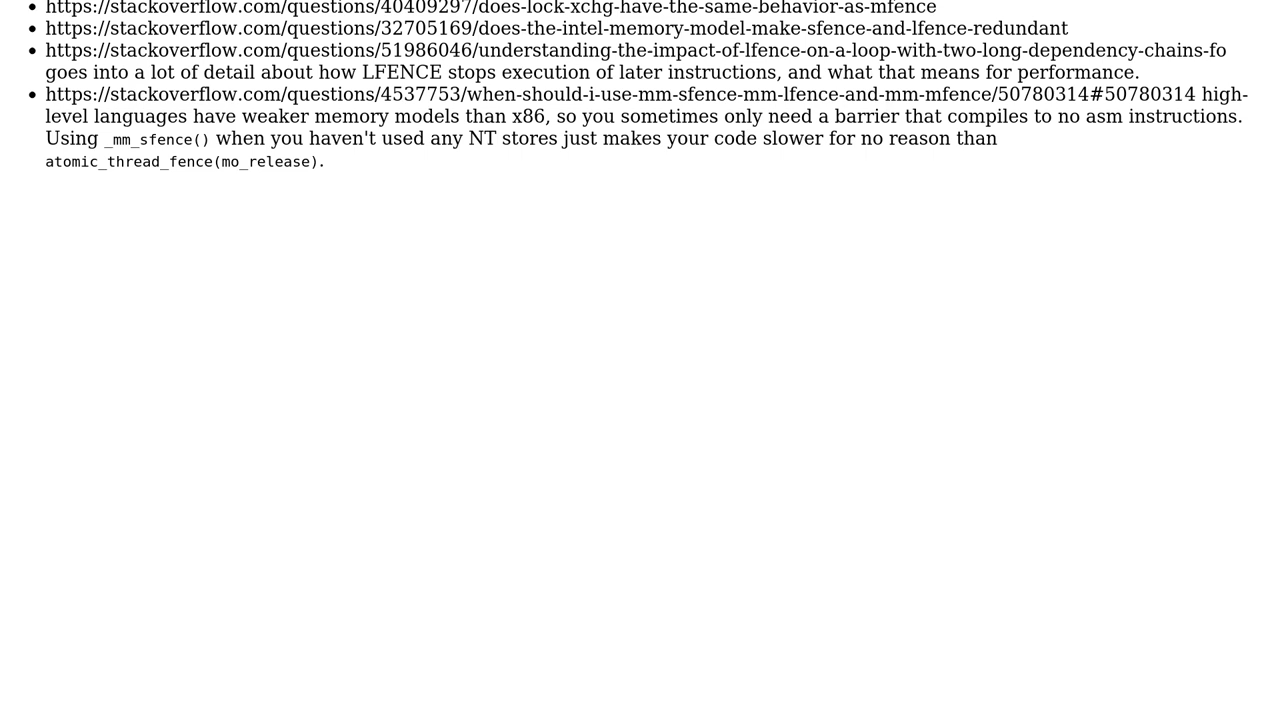 https://stackoverflow.com/questions/40409297/does-lock-xchg-have-the-same-behavior-as-mfence
https://stackoverflow.com/questions/32705169/does-the-intel-memory-model-make-sfence-and-lfence-redundant
https://stackoverflow.com/questions/51986046/understanding-the-impact-of-lfence-on-a-loop-with-two-long-dependency-chains-fo
goes into a lot of detail about how LFENCE stops execution of later instructions, and what that means for performance.
https://stackoverflow.com/questions/4537753/when-should-i-use-mm-sfence-mm-lfence-and-mm-mfence/50780314#50780314 high-
level languages have weaker memory models than x86, so you sometimes only need a barrier that compiles to no asm instructions.
Using _mm_sfence() when you haven't used any NT stores just makes your code slower for no reason than
atomic_thread_fence(mo_release).